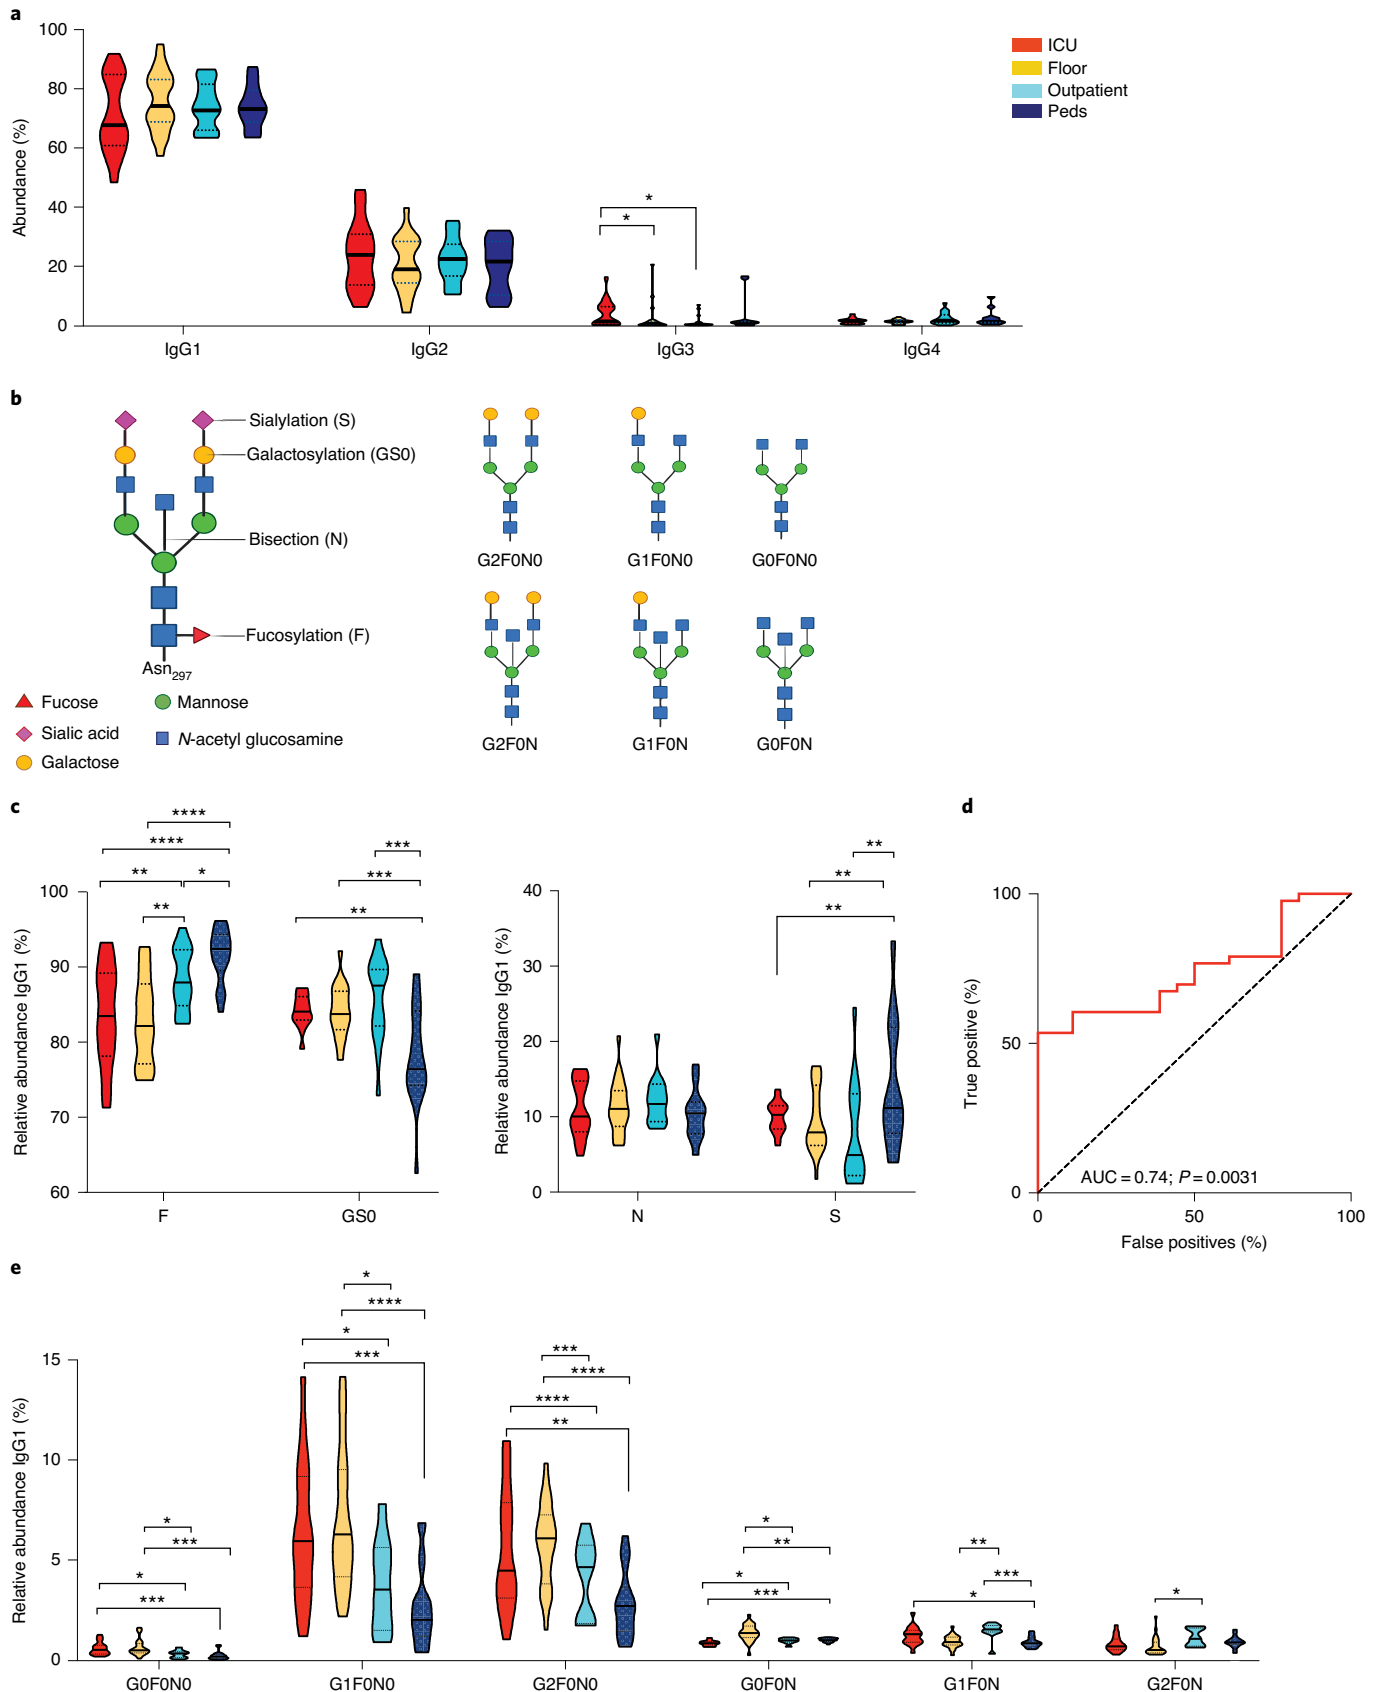 a
100
80
60
40
20
0
Abundance (%)
ICU
Floor
Outpatient
Peds
*
*
IgG1
IgG2
IgG3
IgG4
b
Sialylation (S)
Galactosylation (GS0)
Bisection (N)
Fucosylation (F)
Asn297
Fucose
Mannose
Sialic acid
N-acetyl glucosamine
Galactose
G2F0N0
G1F0N0
G0F0N0
G2F0N
G1F0N
G0F0N
c
****
****
**
*
**
***
***
**
100
90
80
70
60
Relative abundance IgG1 (%)
F
GS0
**
**
**
40
30
20
10
0
Relative abundance IgG1 (%)
N
S
d
100
50
0
True positive (%)
AUC = 0.74; P = 0.0031
0
50
100
False positives (%)
e
15
10
5
0
Relative abundance IgG1 (%)
*
***
*
***
*
****
*
***
***
****
****
**
*
**
*
***
**
***
*
*
G0F0N0
G1F0N0
G2F0N0
G0F0N
G1F0N
G2F0N